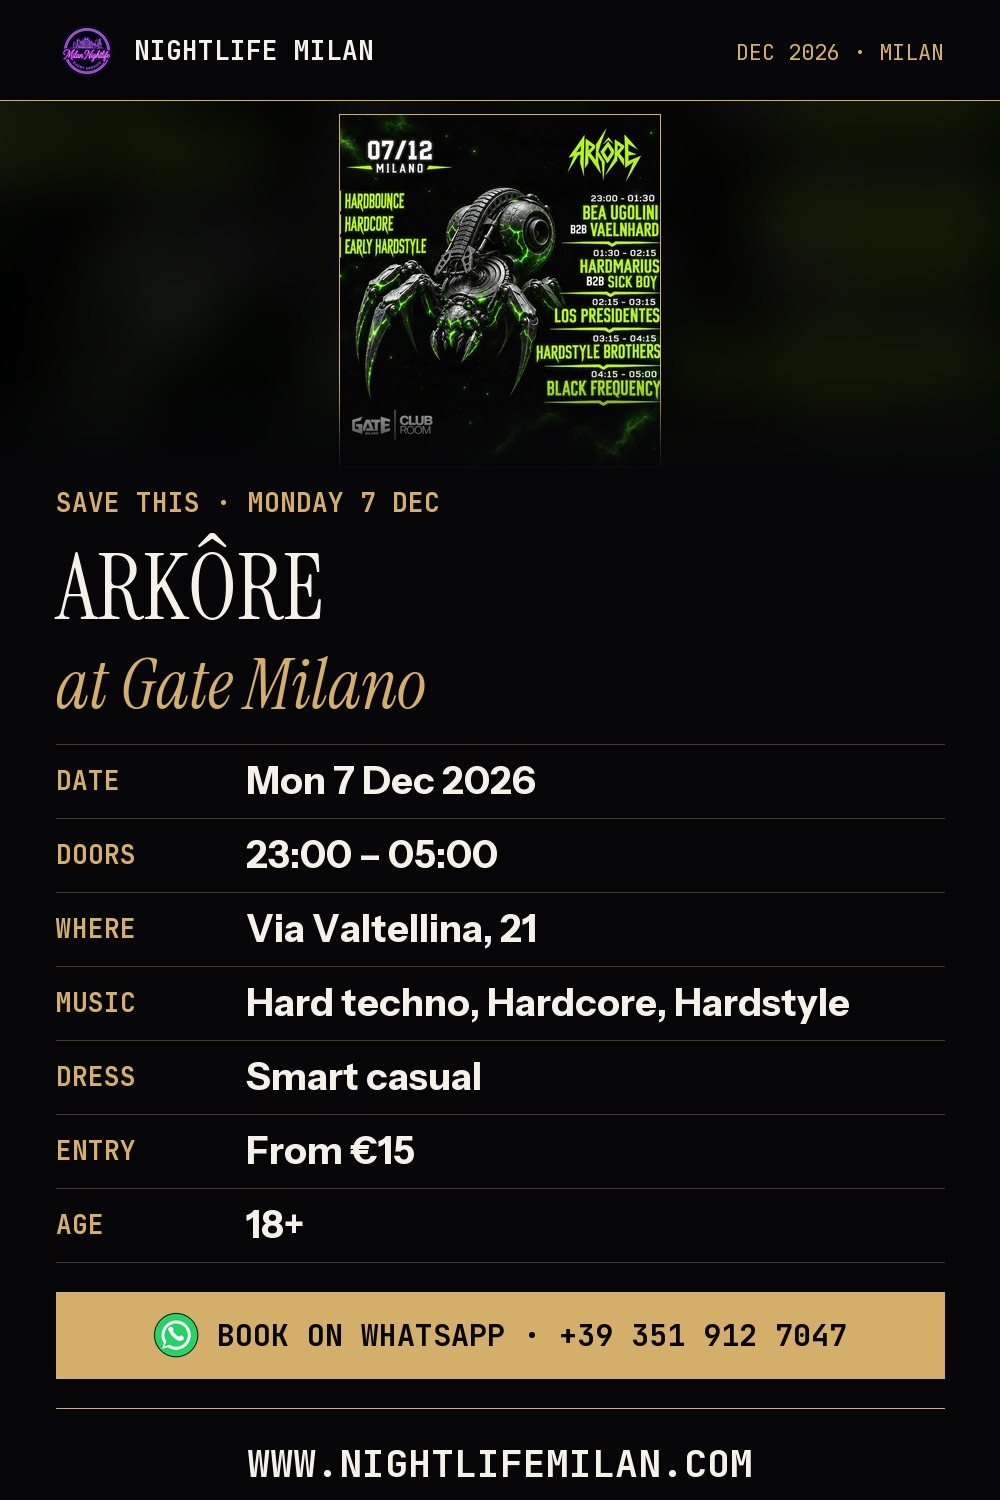 Milan Nightlife
NIGHTLIFE MILAN
DEC 2026 · MILAN
07/12
MILANO
HARDBOUNCE
HARDCORE
EARLY HARDSTYLE
ARKÔRE
23:00 - 01:30
BEA UGOLINI
B2B VAELNHARD
01:30 - 02:15
HARDMARIUS
B2B SICK BOY
02:15 - 03:15
LOS PRESIDENTES
03:15 - 04:15
HARDSTYLE BROTHERS
04:15 - 05:00
BLACK FREQUENCY
GATE
MILANO
CLUB
ROOM
SAVE THIS · MONDAY 7 DEC
ARKÔRE
at Gate Milano
DATE Mon 7 Dec 2026
DOORS 23:00 – 05:00
WHERE Via Valtellina, 21
MUSIC Hard techno, Hardcore, Hardstyle
DRESS Smart casual
ENTRY From €15
AGE 18+
BOOK ON WHATSAPP · +39 351 912 7047
WWW.NIGHTLIFEMILAN.COM